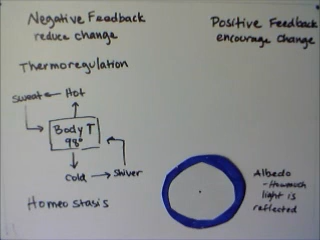 Negative Feedback
reduce change
Thermoregulation
Sweat
Hot
Body T
98°
Cold
Shiver
Homeostasis
Positive Feedback
encourage change
Albedo
- How much
light is
reflected